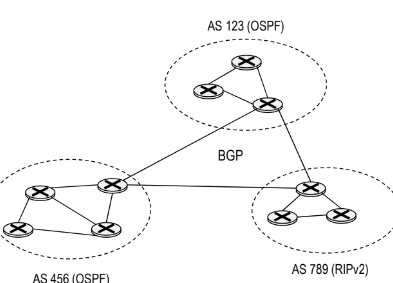 AS 123 (OSPF)
BGP
AS 456 (OSPF)
AS 789 (RIPv2)